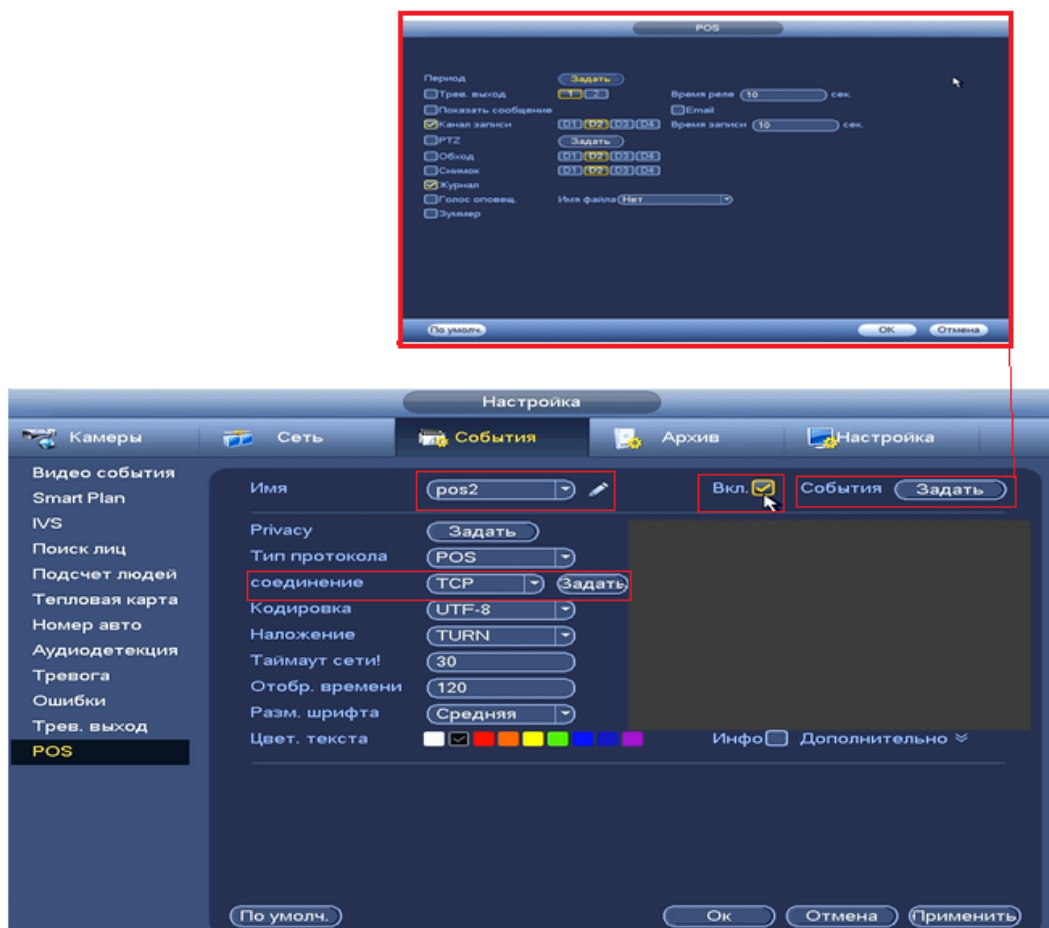 POS
Период Задать
Трев. выход 1 2 Время реле 10 сек.
Показать сообщение Email
Канал записи D1 D2 D3 D4 Время записи 10 сек.
PTZ Задать
Обход D1 D2 D3 D4
Снимок D1 D2 D3 D4
Журнал
Голос оповещ. Имя файла Нет
Зуммер
По умолч. OK Отмена
Настройка
Камеры Сеть События Архив Настройка
Видео события
Smart Plan
IVS
Поиск лиц
Подсчет людей
Тепловая карта
Номер авто
Аудиодетекция
Тревога
Ошибки
Трев. выход
POS
Имя pos2 Вкл. События Задать
Privacy Задать
Тип протокола POS
соединение TCP Задать
Кодировка UTF-8
Наложение TURN
Таймаут сети! 30
Отобр. времени 120
Разм. шрифта Средняя
Цвет. текста Инфо Дополнительно
По умолч. Ок Отмена Применить